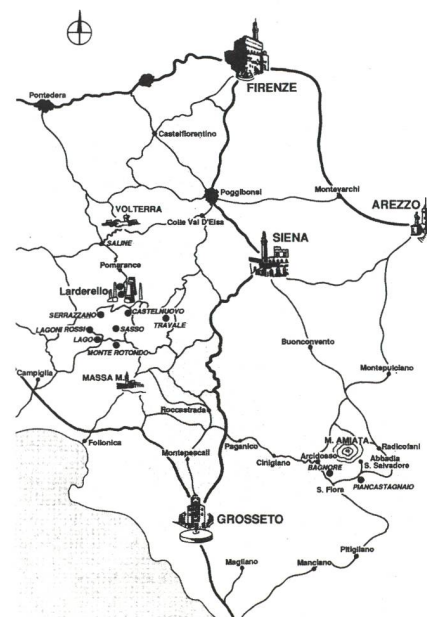 FIRENZE
Pontedera
Castelfiorentino
Poggibonsi
Montevarchi
AREZZO
VOLTERRA
Colle Val D'Elsa
SIENA
SALINE
Pomarance
Larderello
CASTELNUOVO
SERRAZZANO
TRAVALE
LAGONI ROSSI
SASSO
LAGO
MONTE ROTONDO
Buonconvento
Campiglia
MASSA M.
Montepulciano
Roccastrada
Follonica
Paganico
M. AMIATA
Radicofani
Montepescali
Arcidosso
Abbadia
S. Salvadore
Cinigiano
BAGNORE
S. Fiora
PIANCASTAGNAIO
GROSSETO
Pitigliano
Magliano
Manciano